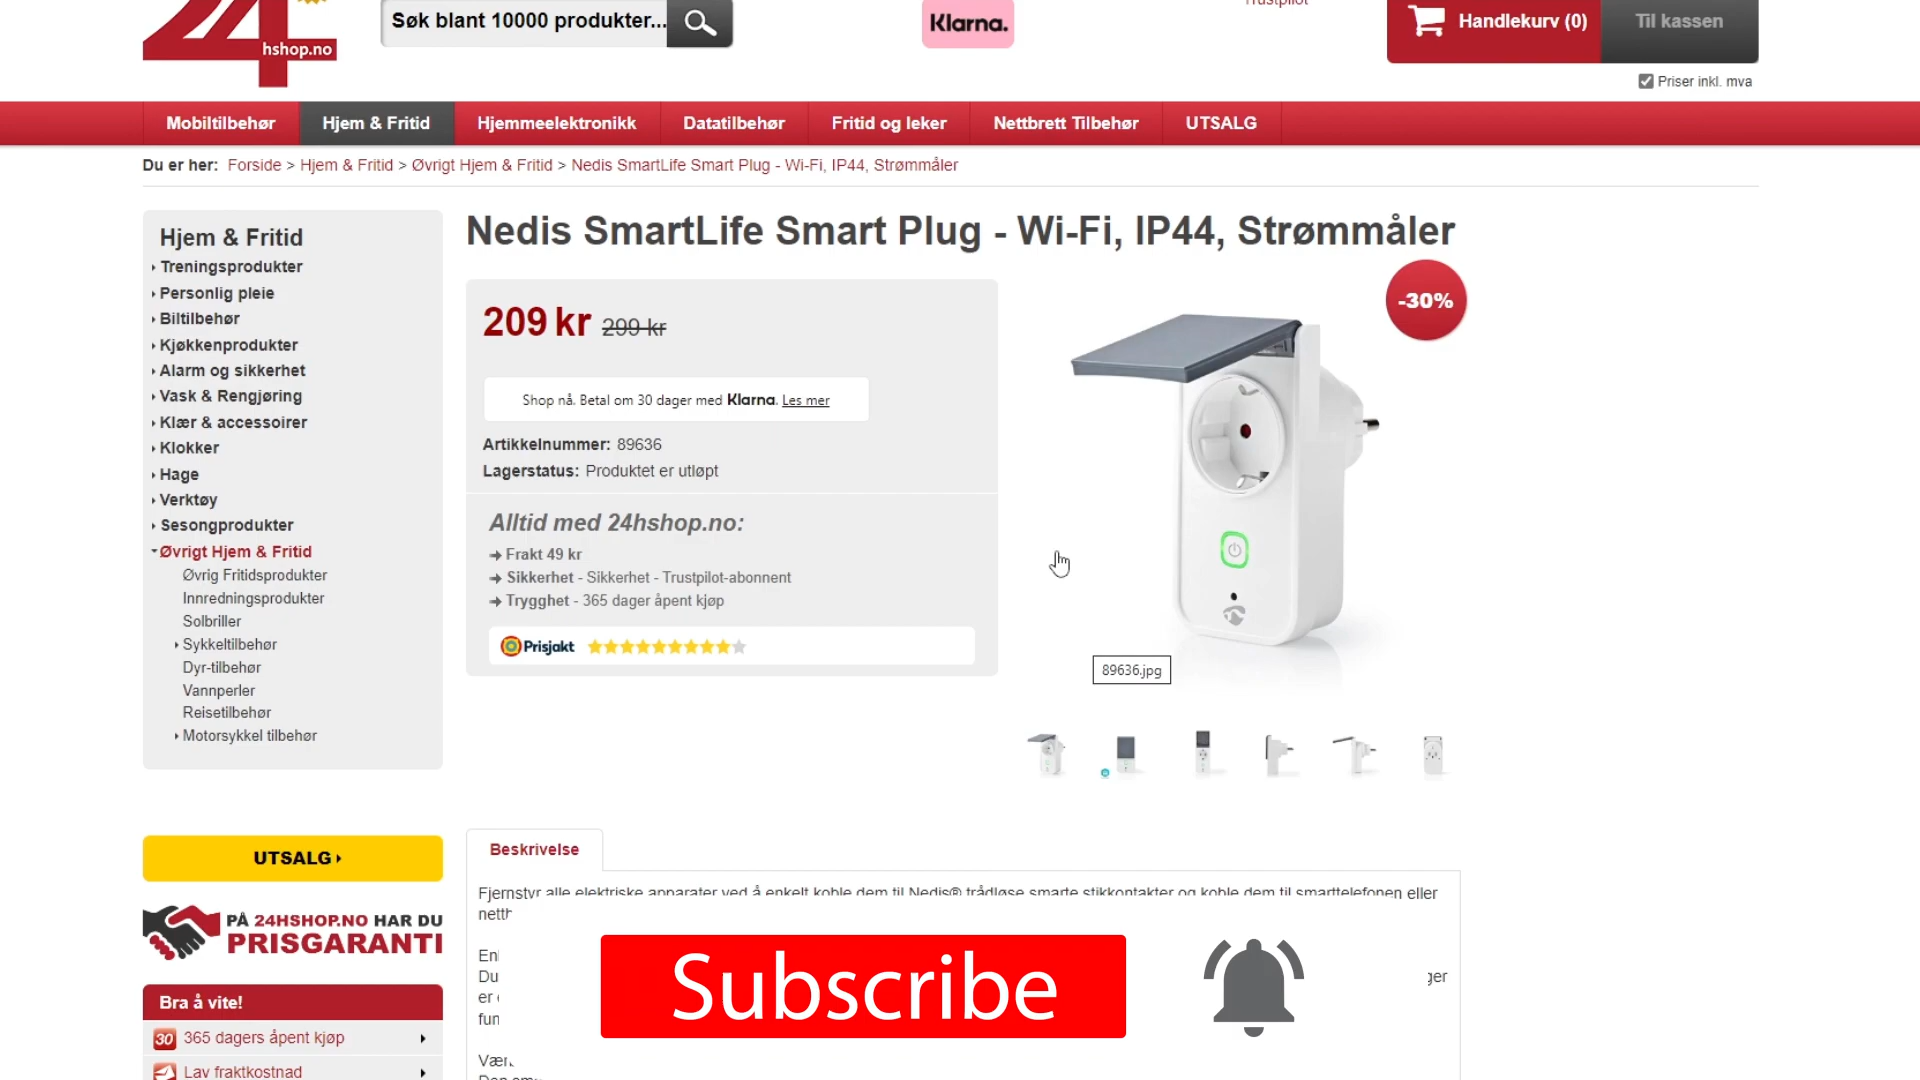 24
hshop.no
Søk blant 10000 produkter...
Klarna.
Trustpilot
Handlekurv (0)
Til kassen
Priser inkl. mva
Mobiltilbehør
Hjem & Fritid
Hjemmeelektronikk
Datatilbehør
Fritid og leker
Nettbrett Tilbehør
UTSALG
Du er her: Forside > Hjem & Fritid > Øvrigt Hjem & Fritid > Nedis SmartLife Smart Plug - Wi-Fi, IP44, Strømmåler
Hjem & Fritid
Treningsprodukter
Personlig pleie
Biltilbehør
Kjøkkenprodukter
Alarm og sikkerhet
Vask & Rengjøring
Klær & accessoirer
Klokker
Hage
Verktøy
Sesongprodukter
Øvrigt Hjem & Fritid
Øvrig Fritidsprodukter
Innredningsprodukter
Solbriller
Sykkeltilbehør
Dyr-tilbehør
Vannperler
Reisetilbehør
Motorsykkel tilbehør
Nedis SmartLife Smart Plug - Wi-Fi, IP44, Strømmåler
209 kr 299 kr
-30%
Shop nå. Betal om 30 dager med Klarna. Les mer
Artikkelnummer: 89636
Lagerstatus: Produktet er utløpt
Alltid med 24hshop.no:
Frakt 49 kr
Sikkerhet - Sikkerhet - Trustpilot-abonnent
Trygghet - 365 dager åpent kjøp
Prisjakt
89636.jpg
UTSALG
PÅ 24HSHOP.NO HAR DU
PRISGARANTI
Bra å vite!
30 365 dagers åpent kjøp
Lav fraktkostnad
Beskrivelse
Fjernstyr alle elektriske apparater ved å enkelt koble dem til Nedis® trådløse smarte stikkontakter og koble dem til smarttelefonen eller
Du
er
Subscribe